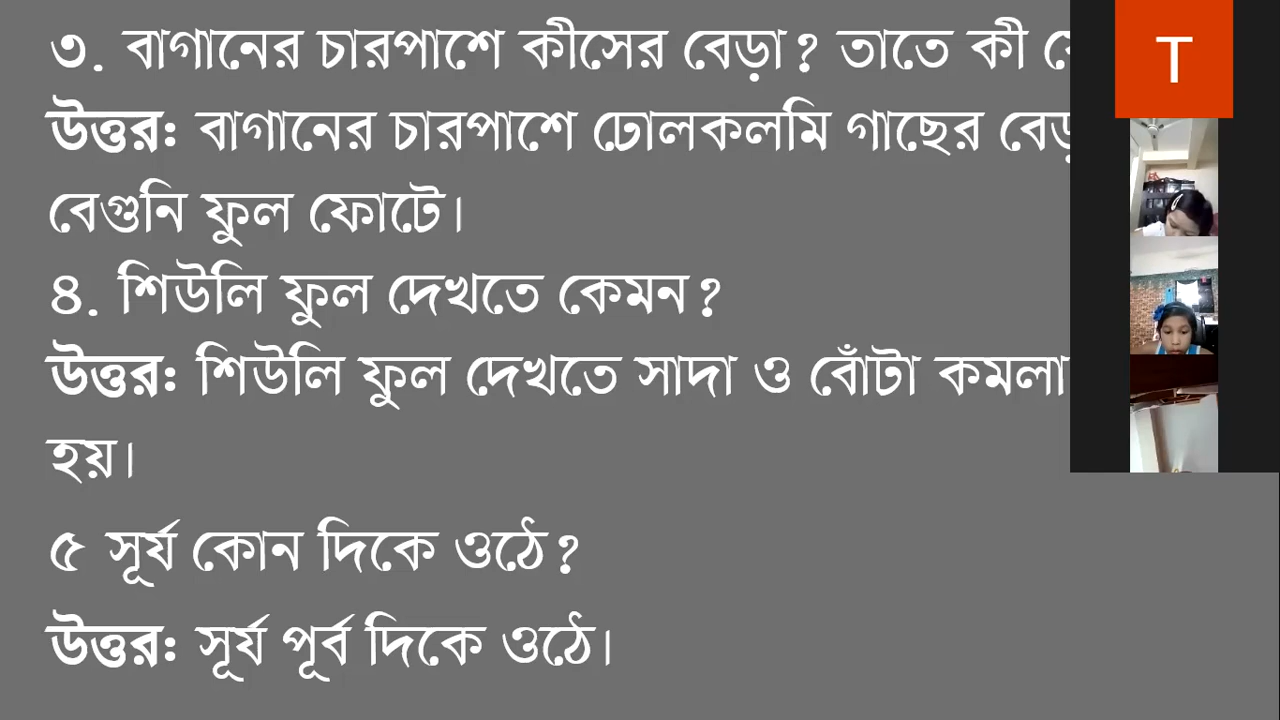 ৩. বাগানের চারপাশে কীসের বেড়া? তাতে কী
উত্তর: বাগানের চারপাশে ঢোলকলমি গাছের
বেগুনি ফুল ফোটে।
৪. শিউলি ফুল দেখতে কেমন?
উত্তর: শিউলি ফুল দেখতে সাদা ও বোঁটা কমলা
হয়।
৫ সূর্য কোন দিকে ওঠে?
উত্তর: সূর্য পূর্ব দিকে ওঠে।
T